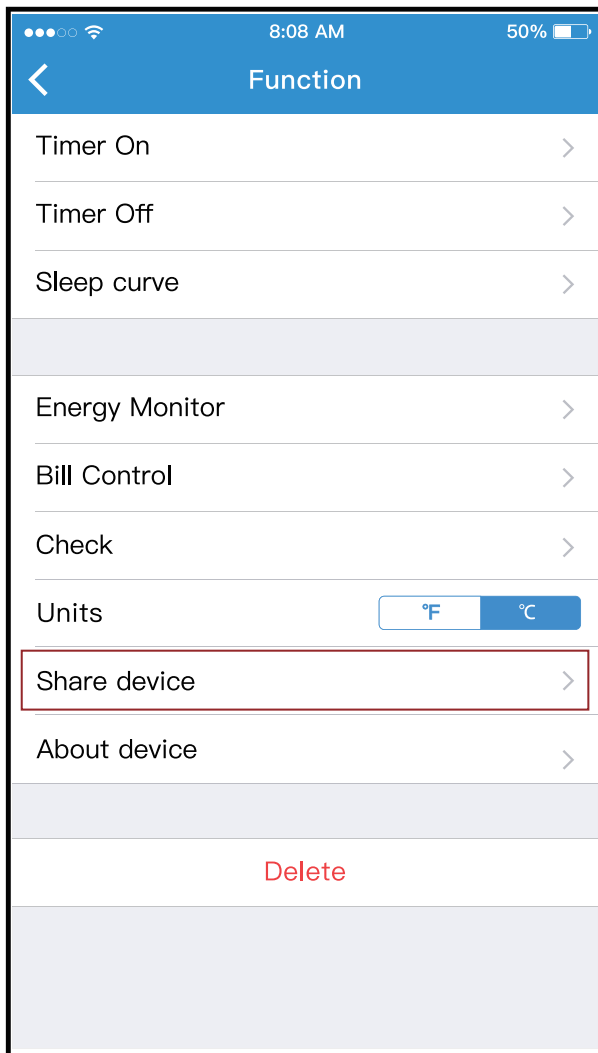 8:08 AM 50%
Function
Timer On
Timer Off
Sleep curve
Energy Monitor
Bill Control
Check
Units ℉ ℃
Share device
About device
Delete